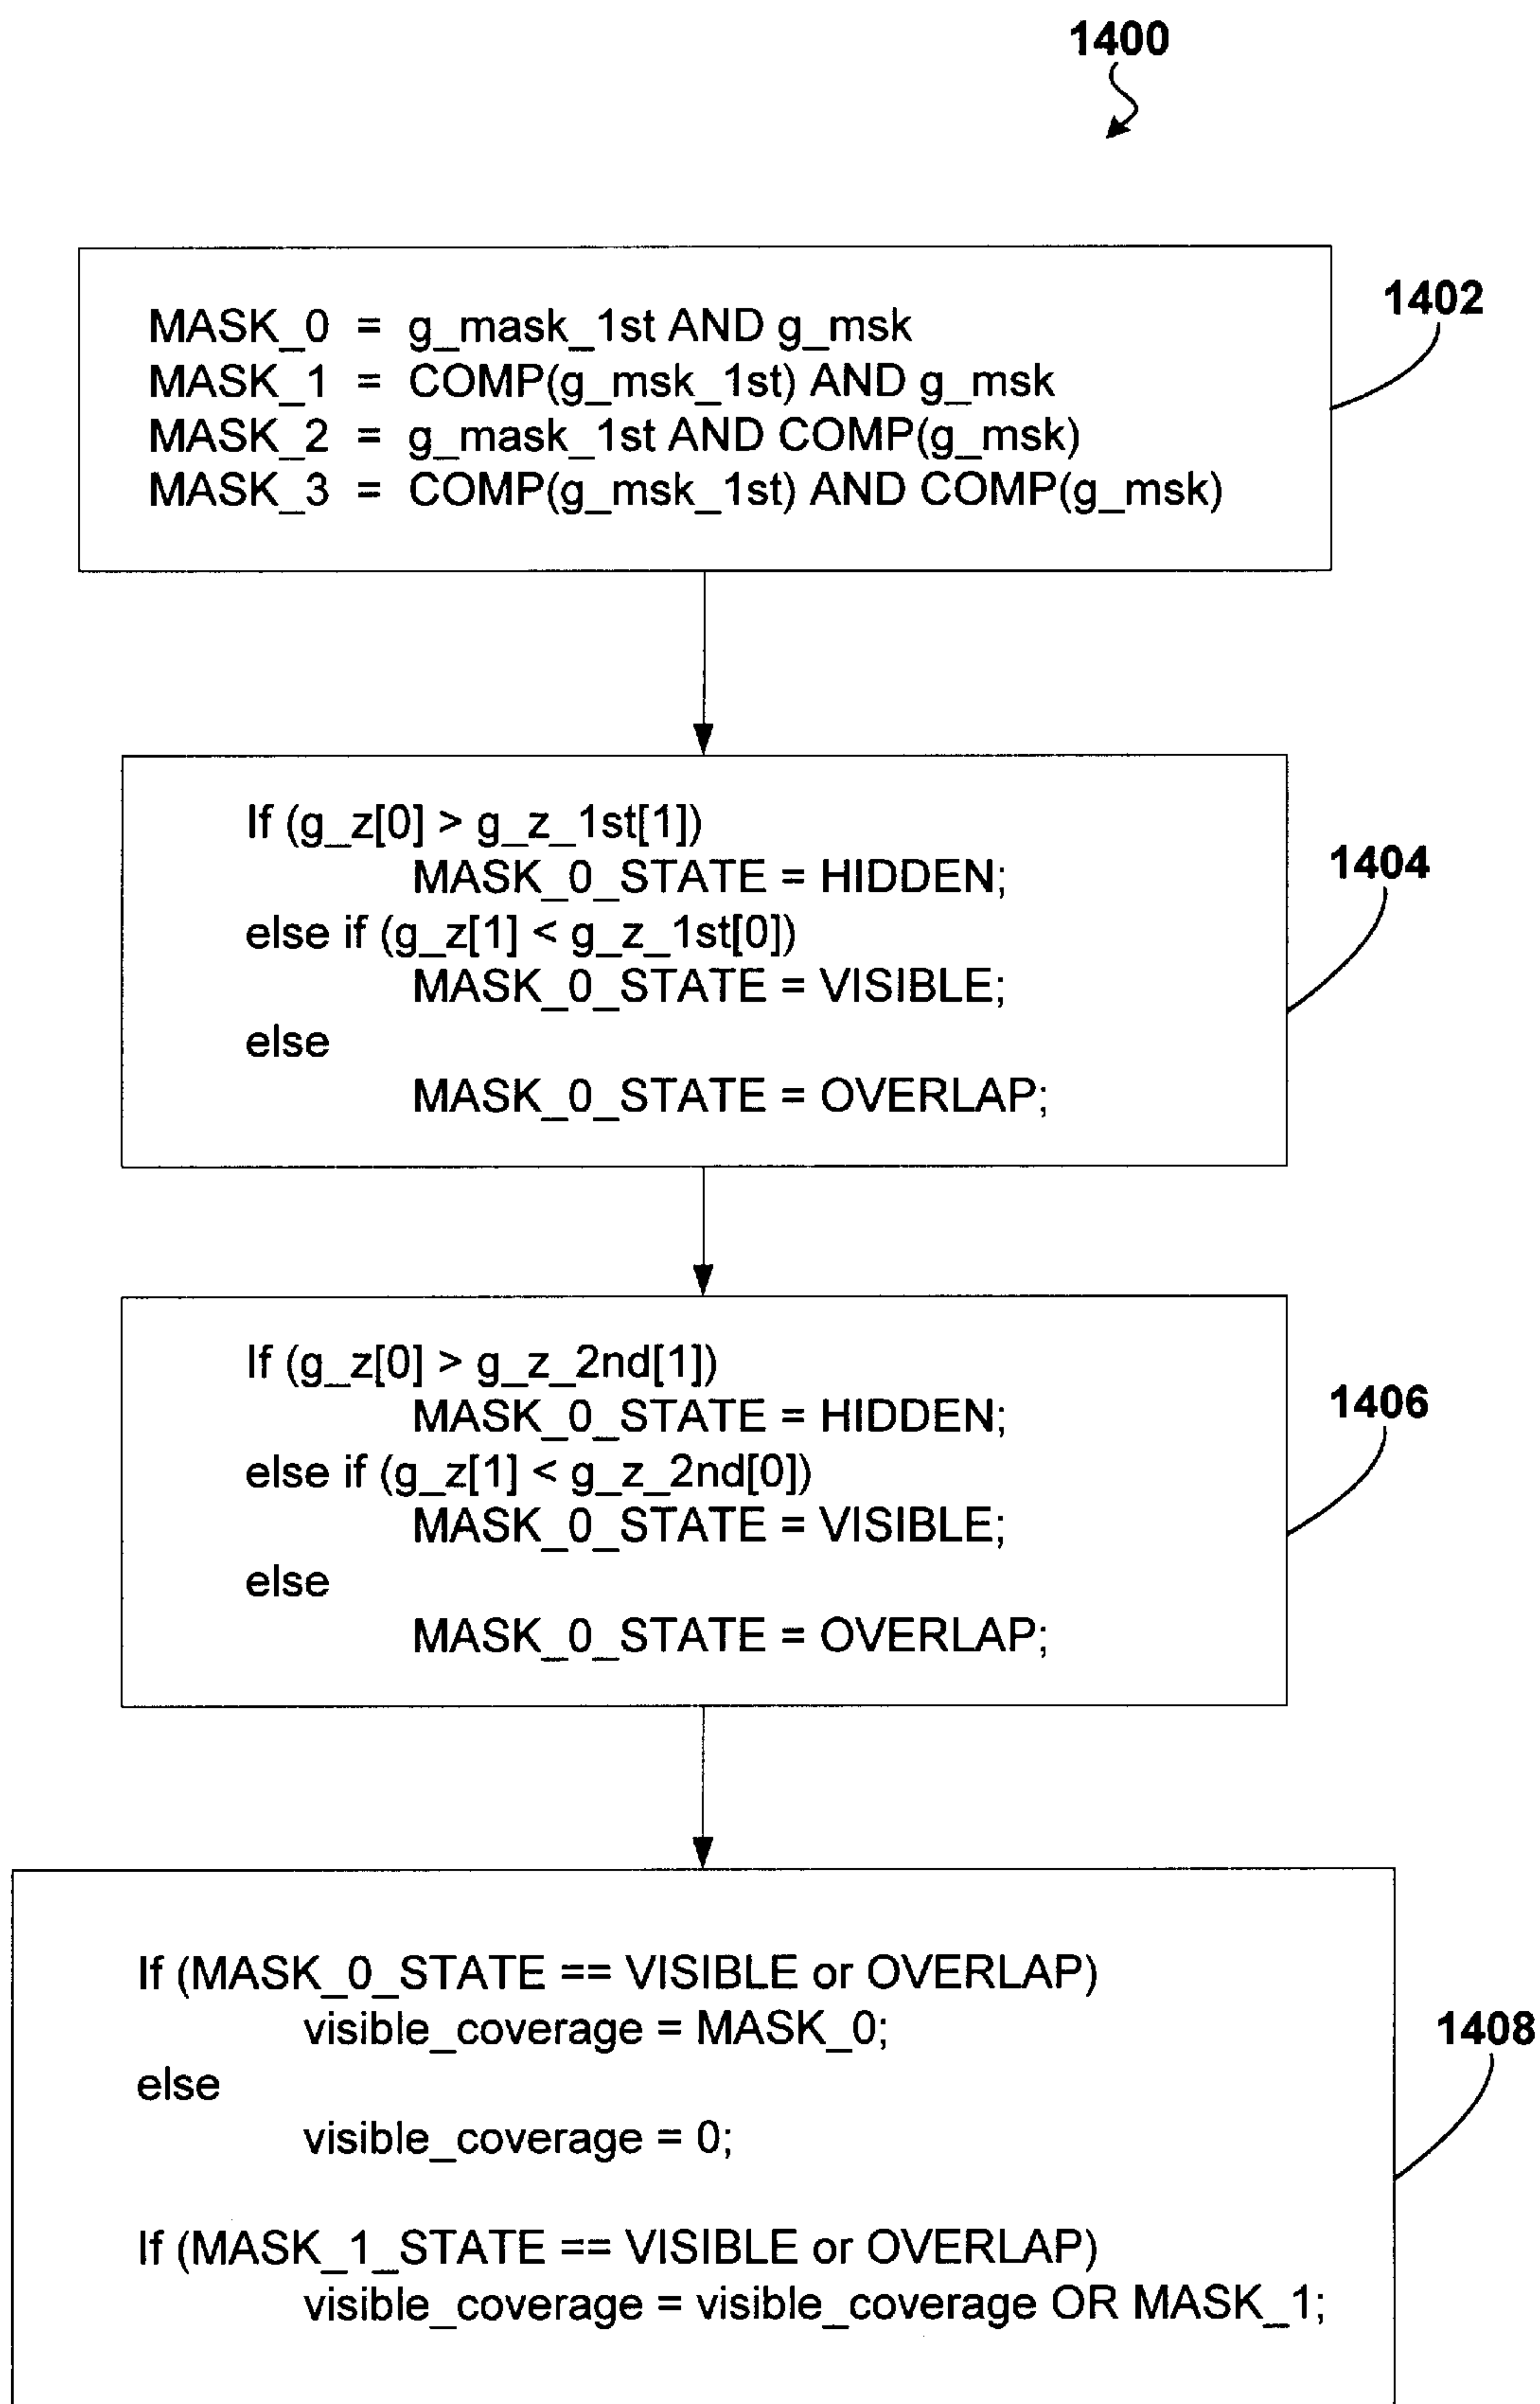 1400
MASK_0 = g_mask_1st AND g_msk
MASK_1 = COMP(g_msk_1st) AND g_msk
MASK_2 = g_mask_1st AND COMP(g_msk)
MASK_3 = COMP(g_msk_1st) AND COMP(g_msk)
1402
If (g_z[0] > g_z_1st[1])
MASK_0_STATE = HIDDEN;
else if (g_z[1] < g_z_1st[0])
MASK_0_STATE = VISIBLE;
else
MASK_0_STATE = OVERLAP;
1404
If (g_z[0] > g_z_2nd[1])
MASK_0_STATE = HIDDEN;
else if (g_z[1] < g_z_2nd[0])
MASK_0_STATE = VISIBLE;
else
MASK_0_STATE = OVERLAP;
1406
If (MASK_0_STATE == VISIBLE or OVERLAP)
visible_coverage = MASK_0;
else
visible_coverage = 0;
If (MASK_1_STATE == VISIBLE or OVERLAP)
visible_coverage = visible_coverage OR MASK_1;
1408